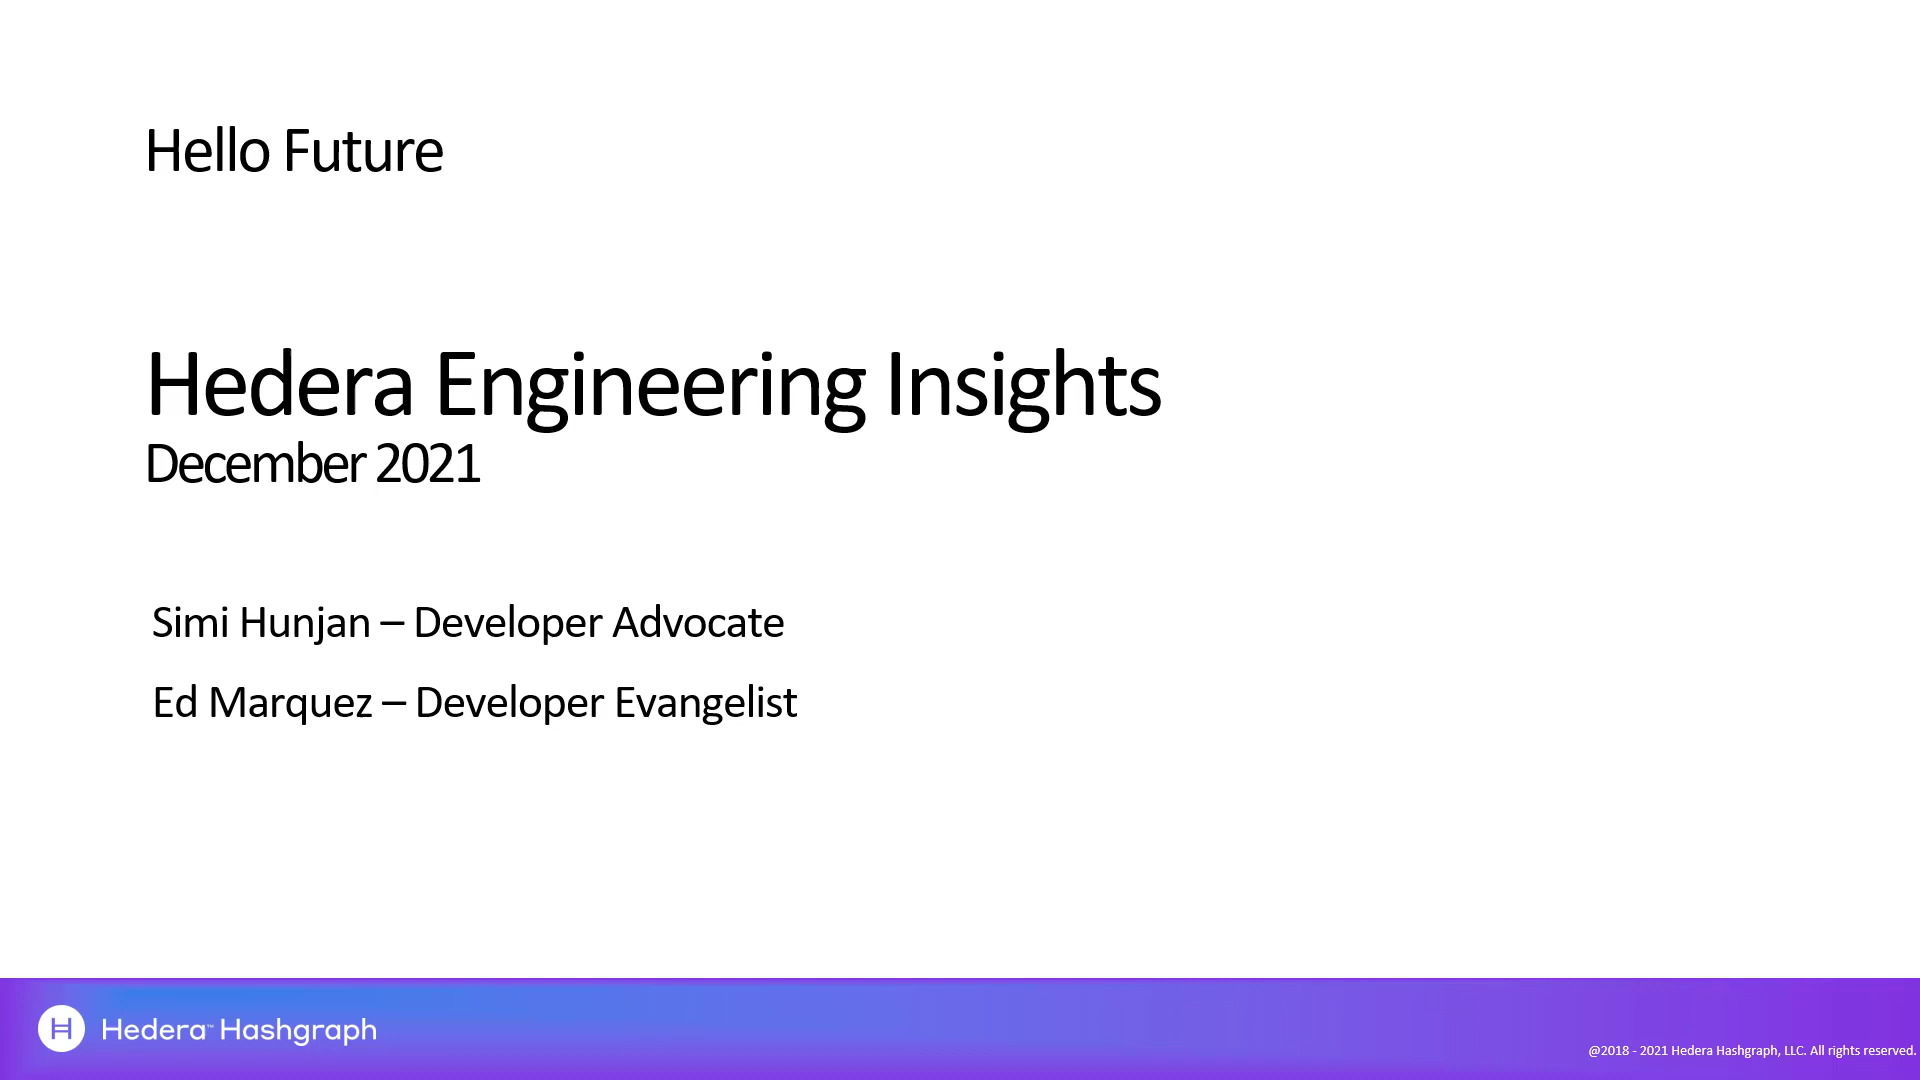 Hello Future
Hedera Engineering Insights
December 2021
Simi Hunjan – Developer Advocate
Ed Marquez – Developer Evangelist
Hedera™ Hashgraph
@2018 - 2021 Hedera Hashgraph, LLC. All rights reserved.